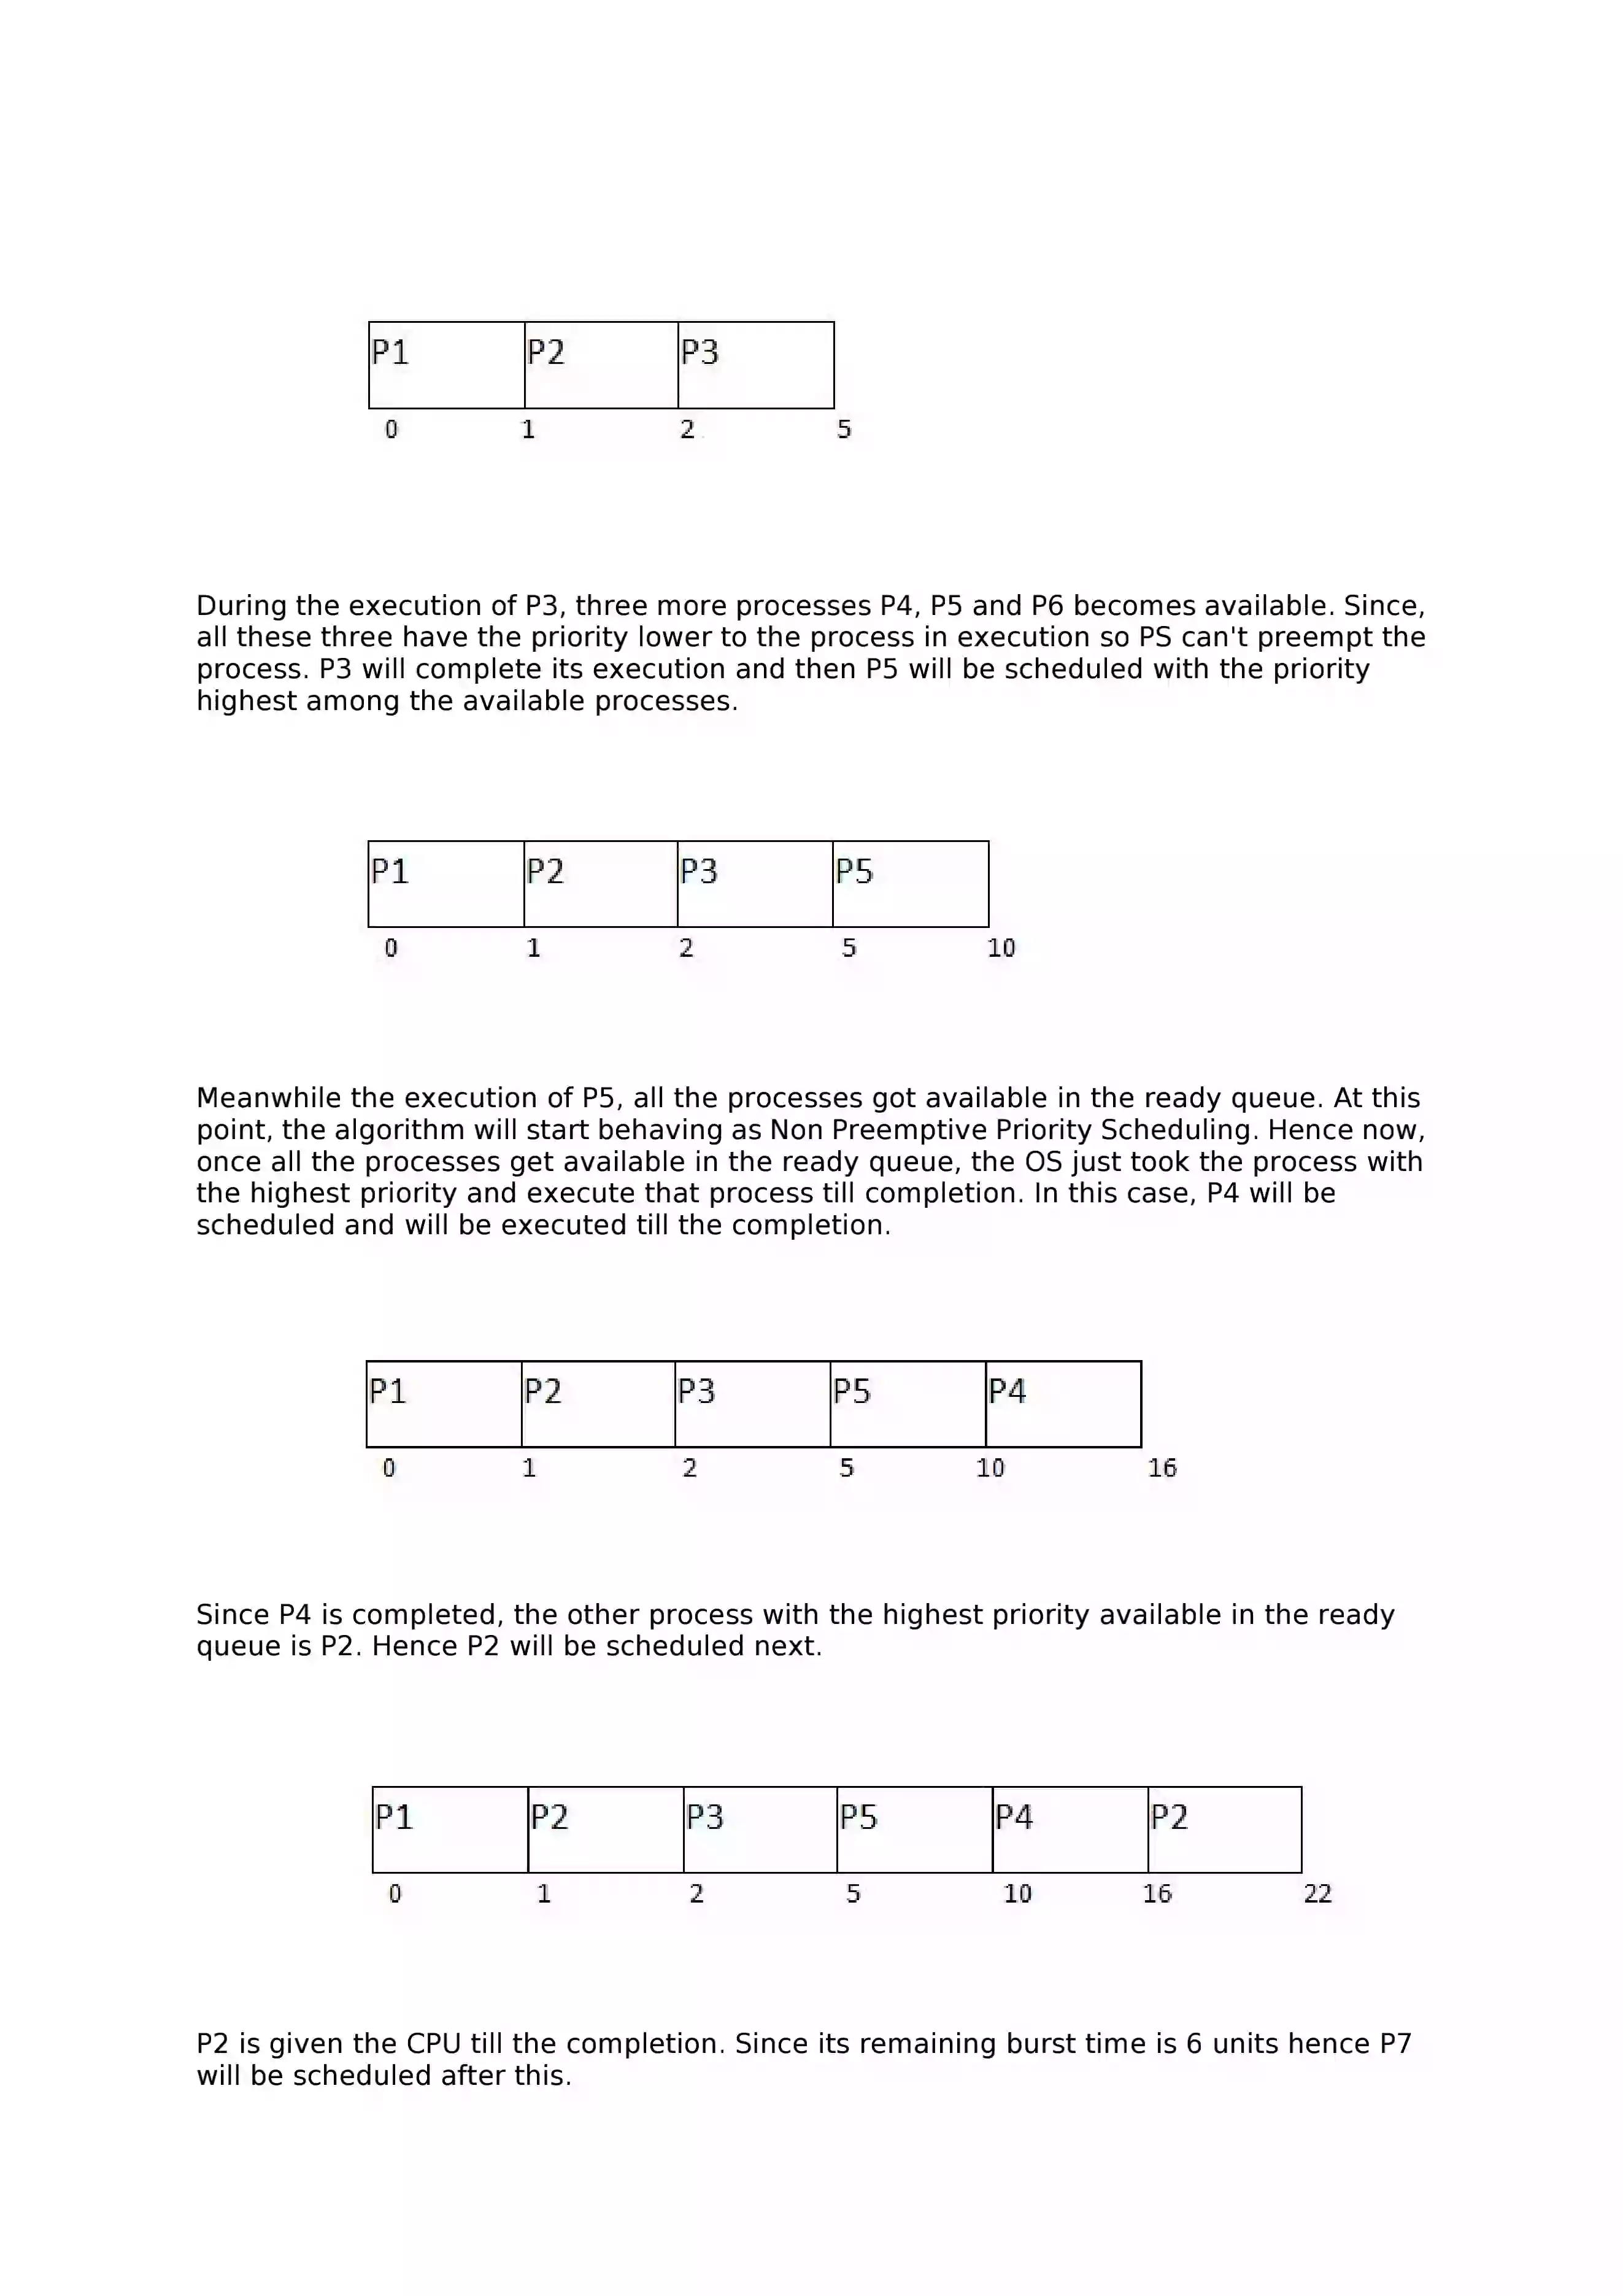 P1 P2 P3
0 1 2 5
During the execution of P3, three more processes P4, P5 and P6 becomes available. Since,
all these three have the priority lower to the process in execution so PS can't preempt the
process. P3 will complete its execution and then P5 will be scheduled with the priority
highest among the available processes.
P1 P2 P3 P5
0 1 2 5 10
Meanwhile the execution of P5, all the processes got available in the ready queue. At this
point, the algorithm will start behaving as Non Preemptive Priority Scheduling. Hence now,
once all the processes get available in the ready queue, the OS just took the process with
the highest priority and execute that process till completion. In this case, P4 will be
scheduled and will be executed till the completion.
P1 P2 P3 P5 P4
0 1 2 5 10 16
Since P4 is completed, the other process with the highest priority available in the ready
queue is P2. Hence P2 will be scheduled next.
P1 P2 P3 P5 P4 P2
0 1 2 5 10 16 22
P2 is given the CPU till the completion. Since its remaining burst time is 6 units hence P7
will be scheduled after this.